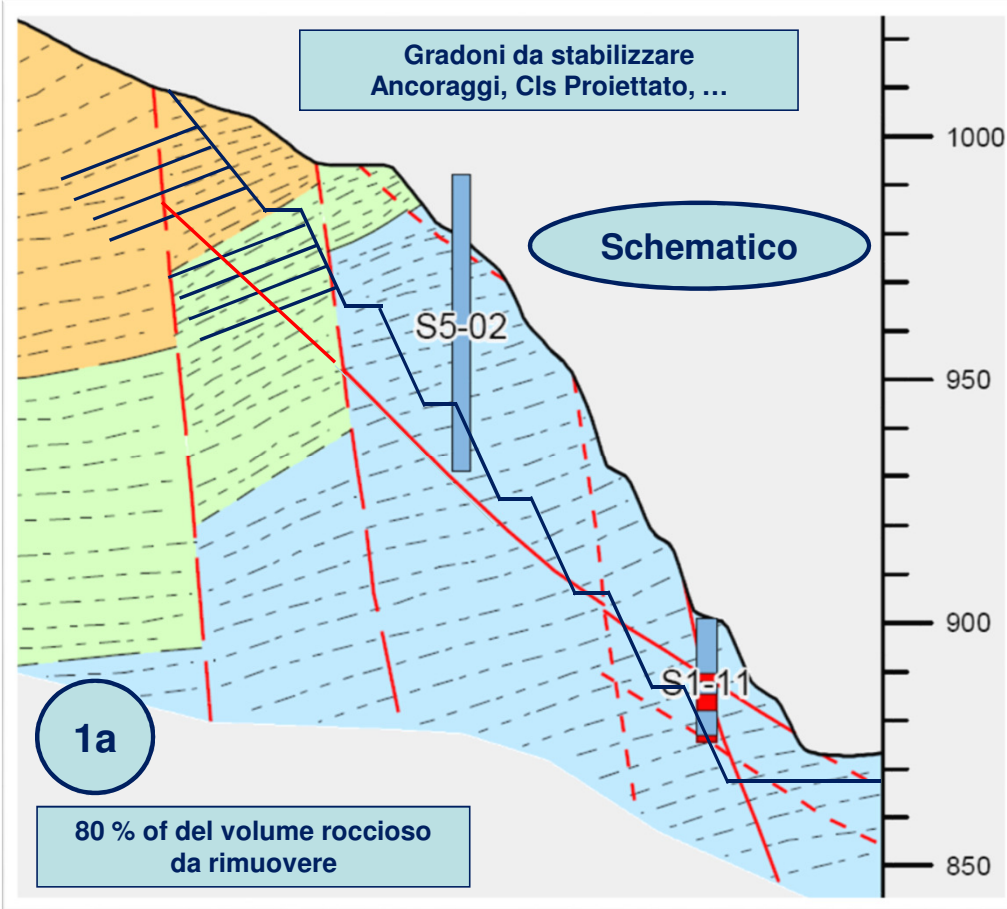 Gradoni da stabilizzare
Ancoraggi, Cls Proiettato, …
1000
Schematico
S5-02
950
900
S1-11
1a
80 % of del volume roccioso
da rimuovere
850